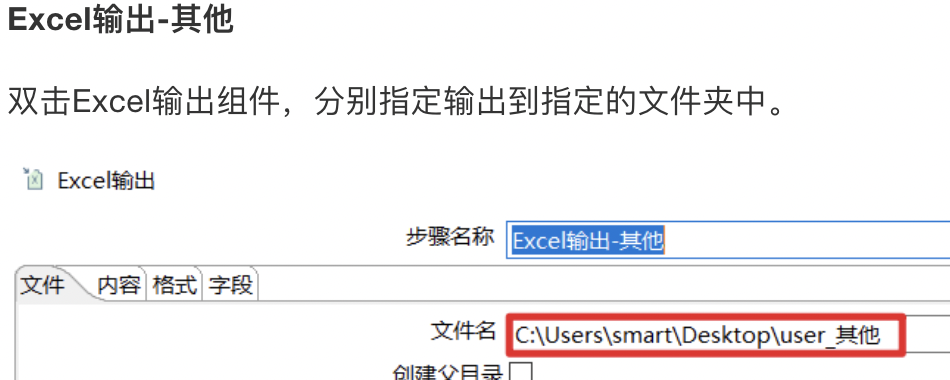 Excel输出-其他
双击Excel输出组件，分别指定输出到指定的文件夹中。
Excel输出
步骤名称 Excel输出-其他
文件 内容 格式 字段
文件名 C:\Users\smart\Desktop\user_其他
创建父目录